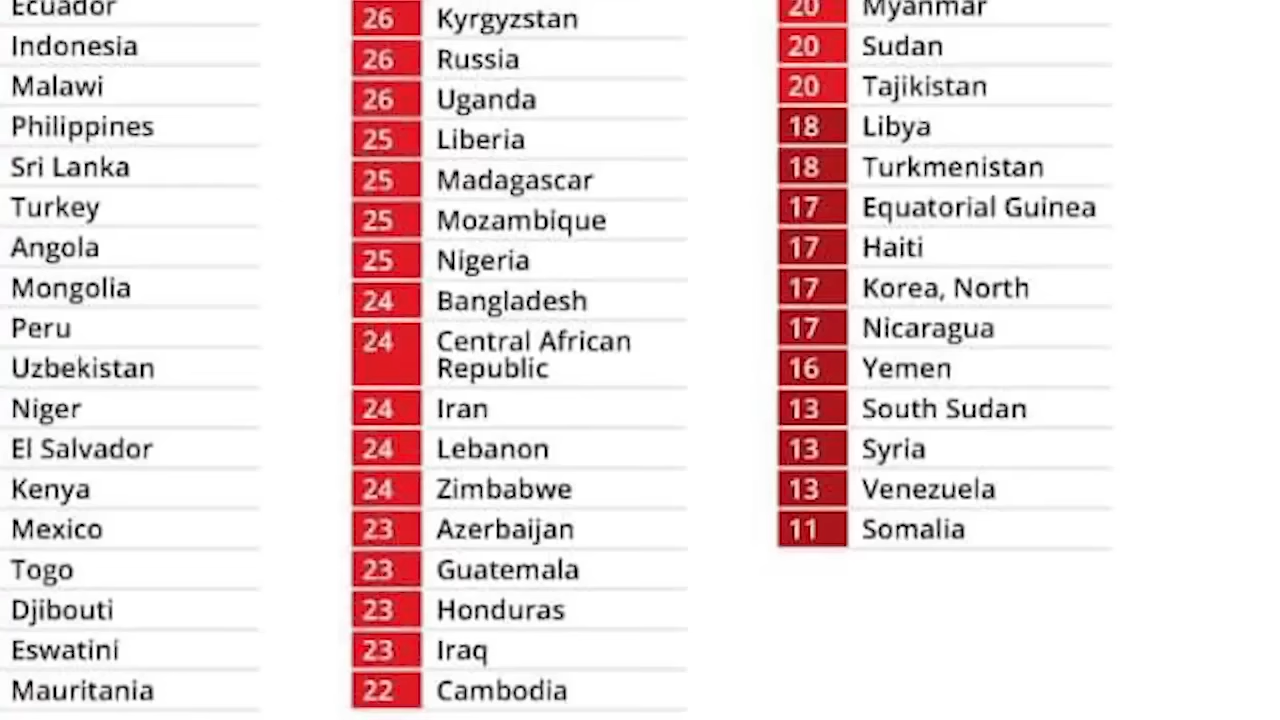 Ecuador
Indonesia
Malawi
Philippines
Sri Lanka
Turkey
Angola
Mongolia
Peru
Uzbekistan
Niger
El Salvador
Kenya
Mexico
Togo
Djibouti
Eswatini
Mauritania
26 Kyrgyzstan
26 Russia
26 Uganda
25 Liberia
25 Madagascar
25 Mozambique
25 Nigeria
24 Bangladesh
24 Central African
Republic
24 Iran
24 Lebanon
24 Zimbabwe
23 Azerbaijan
23 Guatemala
23 Honduras
23 Iraq
22 Cambodia
20 Myanmar
20 Sudan
20 Tajikistan
18 Libya
18 Turkmenistan
17 Equatorial Guinea
17 Haiti
17 Korea, North
17 Nicaragua
16 Yemen
13 South Sudan
13 Syria
13 Venezuela
11 Somalia